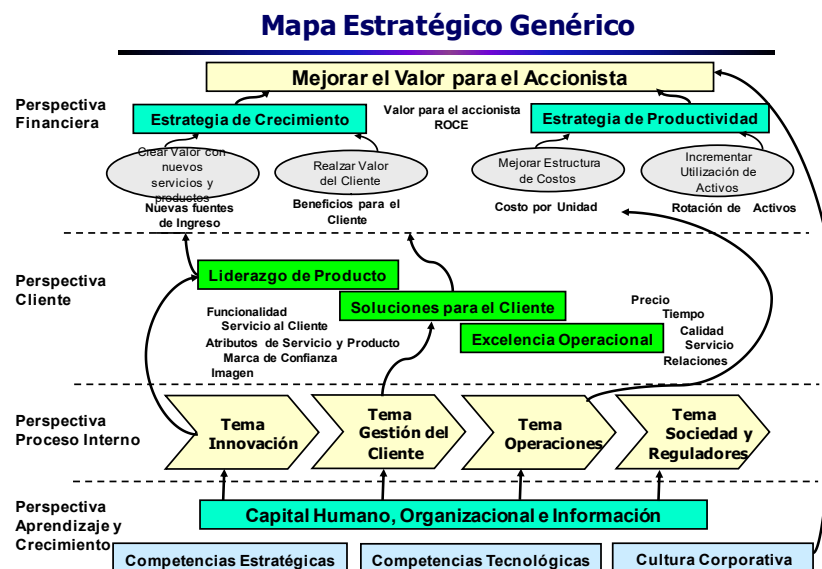 Mapa Estratégico Genérico
Mejorar el Valor para el Accionista
Perspectiva
Financiera
Estrategia de Crecimiento
Valor para el accionista
ROCE
Estrategia de Productividad
Crear Valor con
nuevos
servicios y
productos
Realzar Valor
del Cliente
Mejorar Estructura
de Costos
Incrementar
Utilización de
Activos
Nuevas fuentes
de Ingreso
Beneficios para el
Cliente
Costo por Unidad
Rotación de Activos
Perspectiva
Cliente
Liderazgo de Producto
Soluciones para el Cliente
Excelencia Operacional
Funcionalidad
Servicio al Cliente
Atributos de Servicio y Producto
Marca de Confianza
Imagen
Precio
Tiempo
Calidad
Servicio
Relaciones
Perspectiva
Proceso Interno
Tema
Innovación
Tema
Gestión del
Cliente
Tema
Operaciones
Tema
Sociedad y
Reguladores
Perspectiva
Aprendizaje y
Crecimiento
Capital Humano, Organizacional e Información
Competencias Estratégicas
Competencias Tecnológicas
Cultura Corporativa